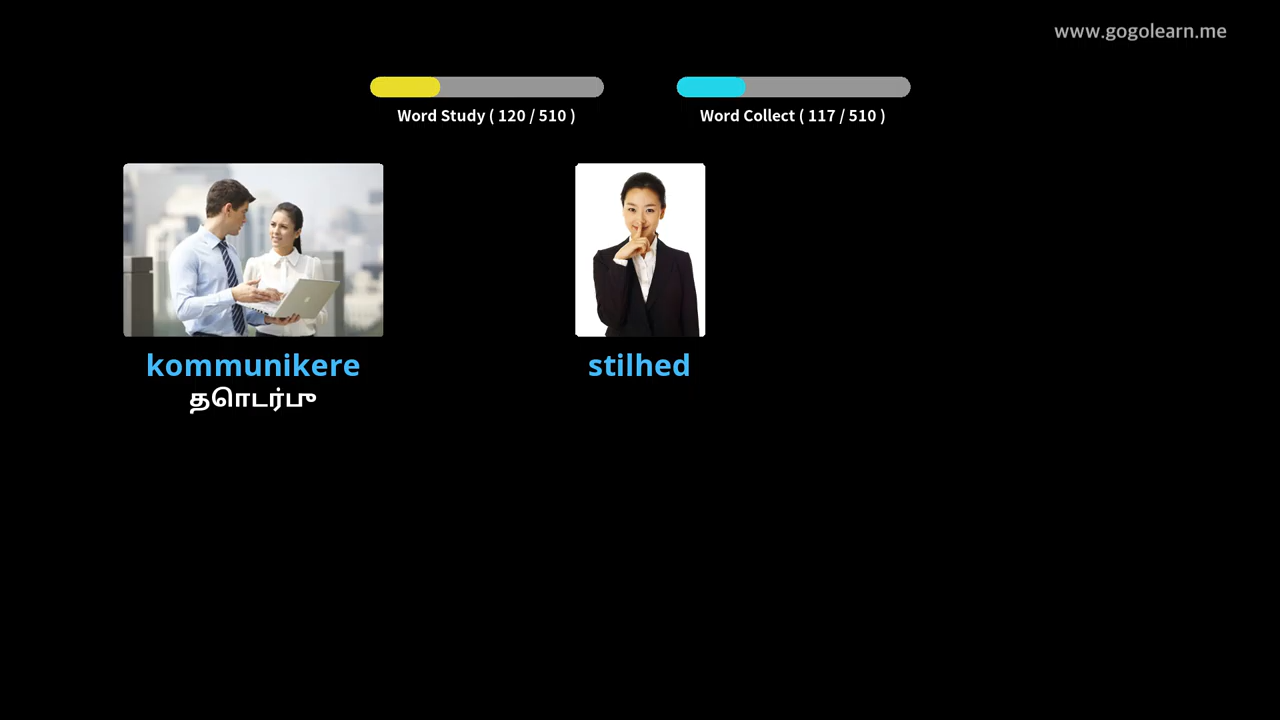 www.gogolearn.me
Word Study ( 120 / 510 )
Word Collect ( 117 / 510 )
kommunikere
தொடர்பு
stilhed